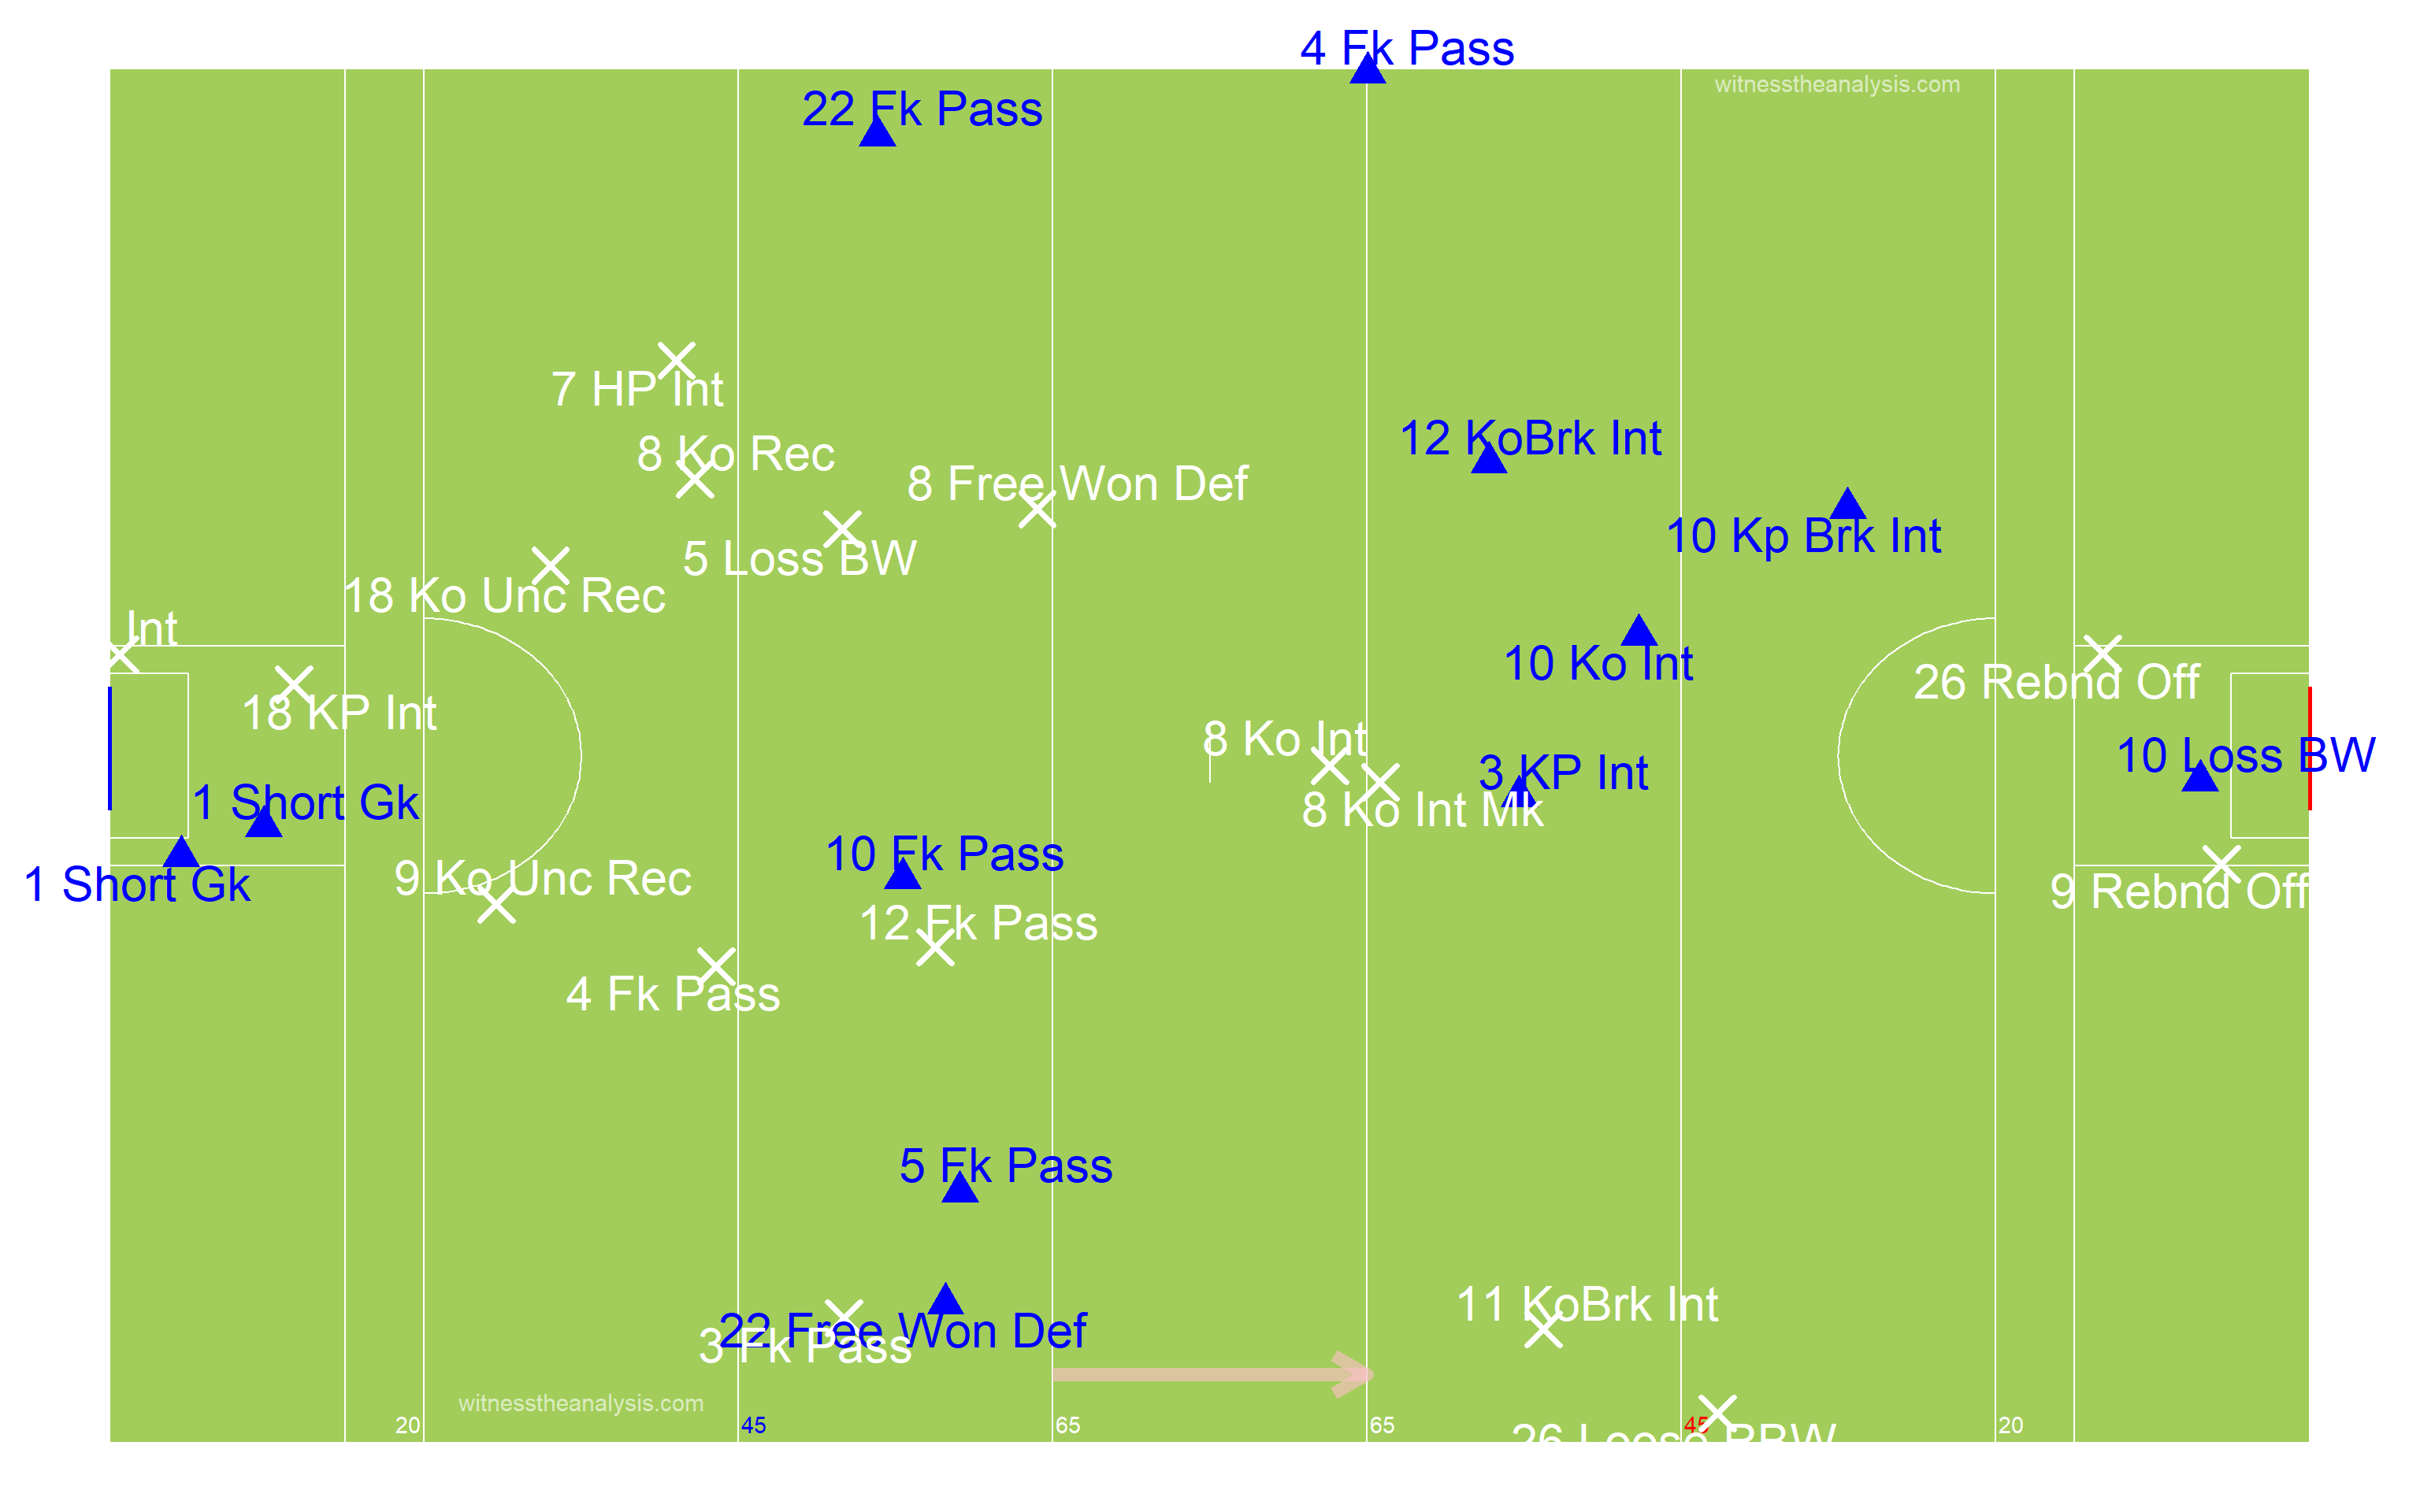 4 Fk Pass
witnesstheanalysis.com
22 Fk Pass
7 HP Int
12 KoBrk Int
8 Ko Rec
8 Free Won Def
10 Kp Brk Int
5 Loss BW
18 Ko Unc Rec
Int
10 Ko Int
26 Rebnd Off
18 KP Int
8 Ko Int
10 Loss BW
3 KP Int
1 Short Gk
8 Ko Int Mk
10 Fk Pass
1 Short Gk
9 Ko Unc Rec
9 Rebnd Off
12 Fk Pass
4 Fk Pass
5 Fk Pass
11 KoBrk Int
22 Free Won Def
3 Fk Pass
witnesstheanalysis.com
20
45
65
65
45
20
26 Loose